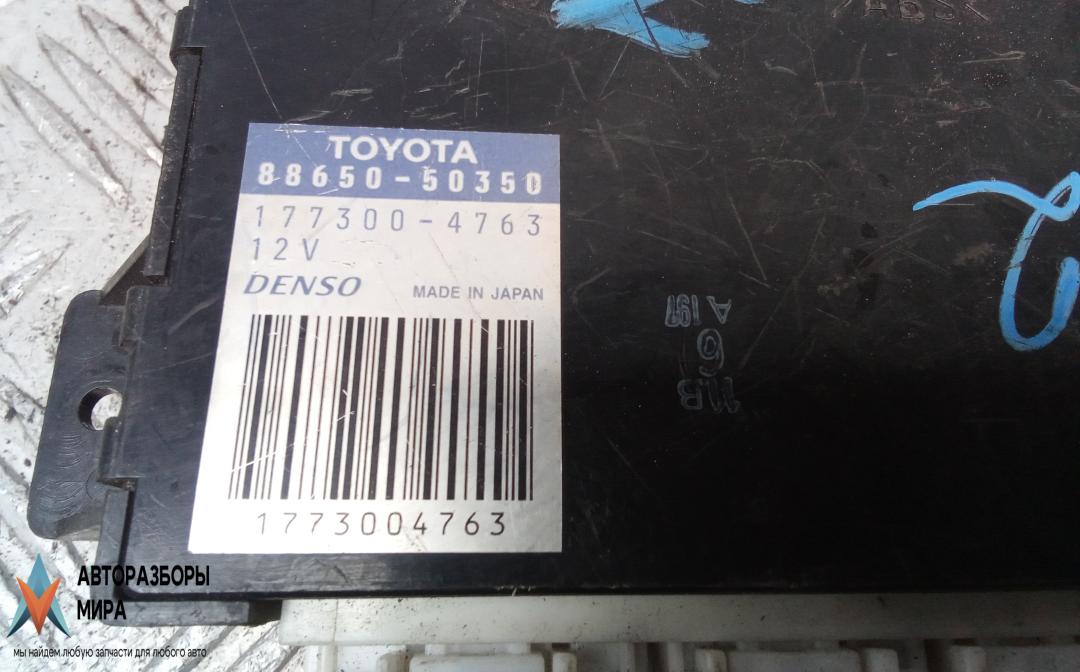 TOYOTA
88650-50350
177300-4763
12V
DENSO MADE IN JAPAN
1773004763
АВТОРАЗБОРЫ
МИРА
мы найдем любую запчасти для любого авто